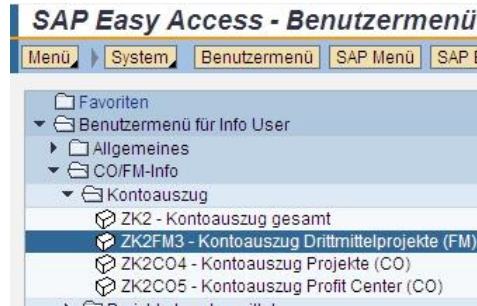 SAP Easy Access - Benutzermenü
Menü System Benutzermenü SAP Menü SAP
Favoriten
Benutzermenü für Info User
Allgemeines
CO/FM-Info
Kontoauszug
ZK2 - Kontoauszug gesamt
ZK2FM3 - Kontoauszug Drittmittelprojekte (FM)
ZK2CO4 - Kontoauszug Projekte (CO)
ZK2CO5 - Kontoauszug Profit Center (CO)